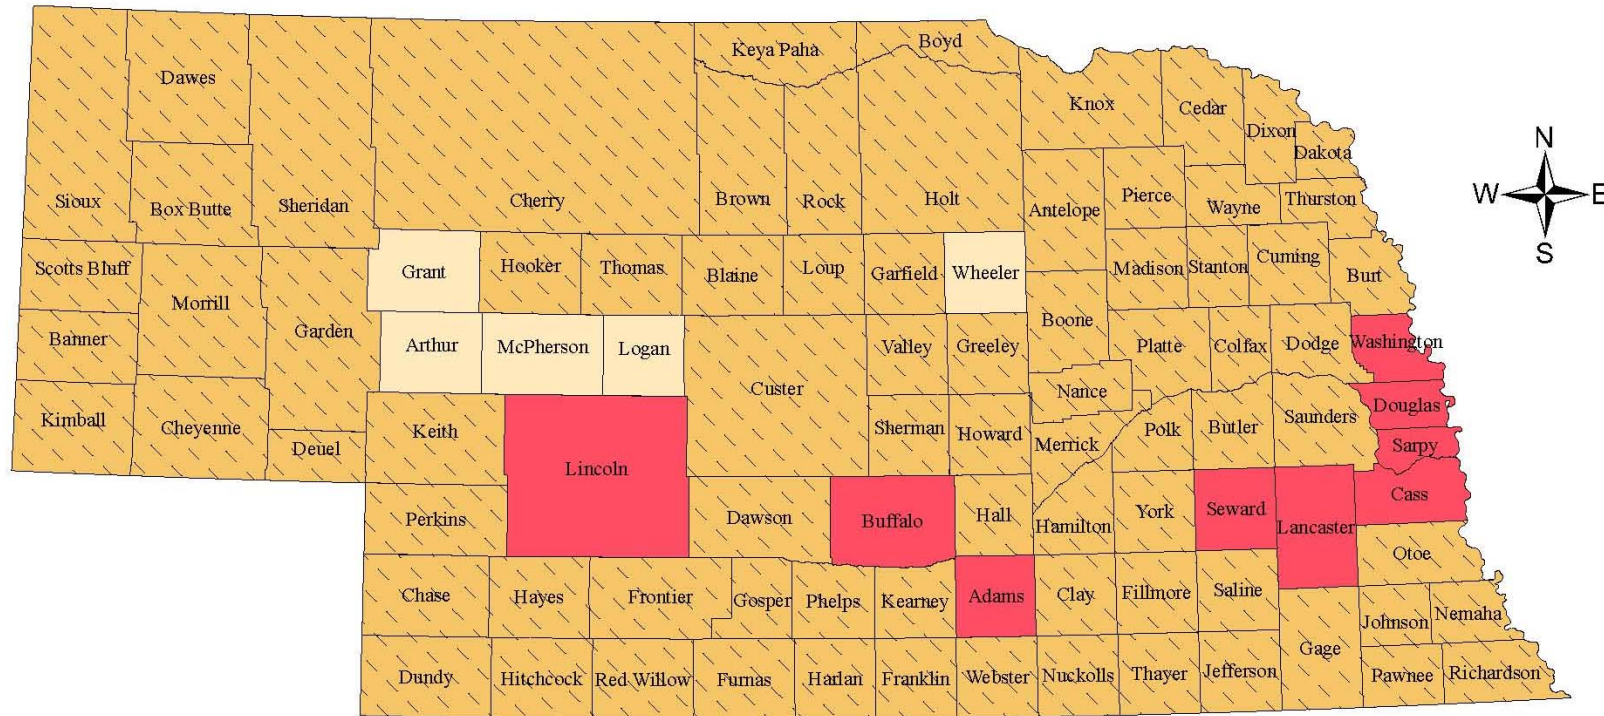 Keya Paha
Boyd
Dawes
Knox
Cedar
Dixon
Dakota
N
W
E
S
Sioux
Box Butte
Sheridan
Cherry
Brown
Rock
Holt
Antelope
Pierce
Wayne
Thurston
Scotts Bluff
Morrill
Grant
Hooker
Thomas
Blaine
Loup
Garfield
Wheeler
Madison
Stanton
Cuming
Burt
Banner
Garden
Arthur
McPherson
Logan
Custer
Valley
Greeley
Boone
Platte
Colfax
Dodge
Washington
Kimball
Cheyenne
Deuel
Keith
Lincoln
Sherman
Howard
Nance
Merrick
Polk
Butler
Saunders
Douglas
Sarpy
Perkins
Dawson
Buffalo
Hall
Hamilton
York
Seward
Lancaster
Cass
Otoe
Chase
Hayes
Frontier
Gosper
Phelps
Kearney
Adams
Clay
Fillmore
Saline
Johnson
Nemaha
Dundy
Hitchcock
Red Willow
Furnas
Harlan
Franklin
Webster
Nuckolls
Thayer
Jefferson
Gage
Pawnee
Richardson